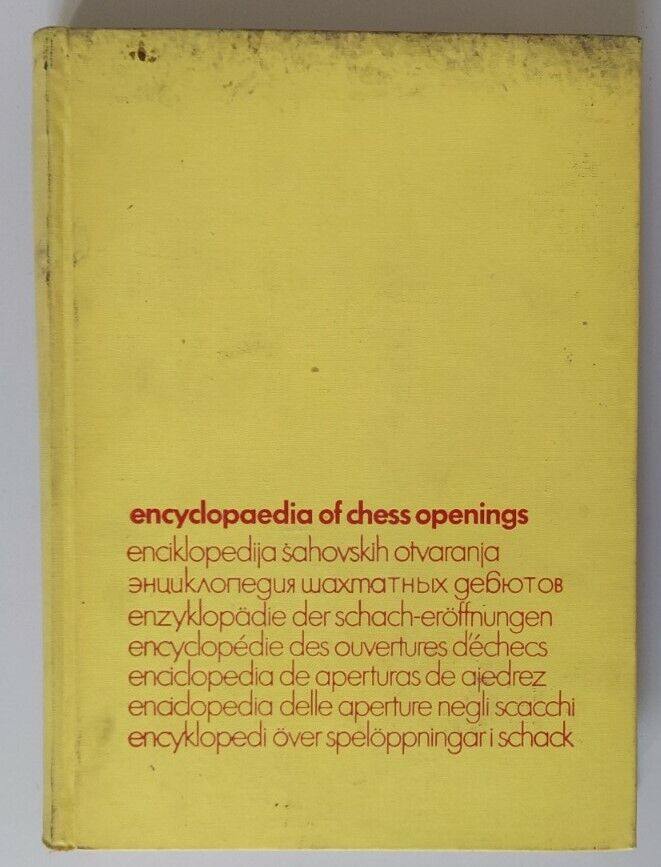 encyclopaedia of chess openings
enciklopedija šahovskih otvaranja
энциклопедия шахматных дебютов
enzyklopädie der schach-eröffnungen
encyclopédie des ouvertures d'échecs
enciclopedia de aperturas de ajedrez
enciclopedia delle aperture negli scacchi
encyklopedi över spelöppningar i schack